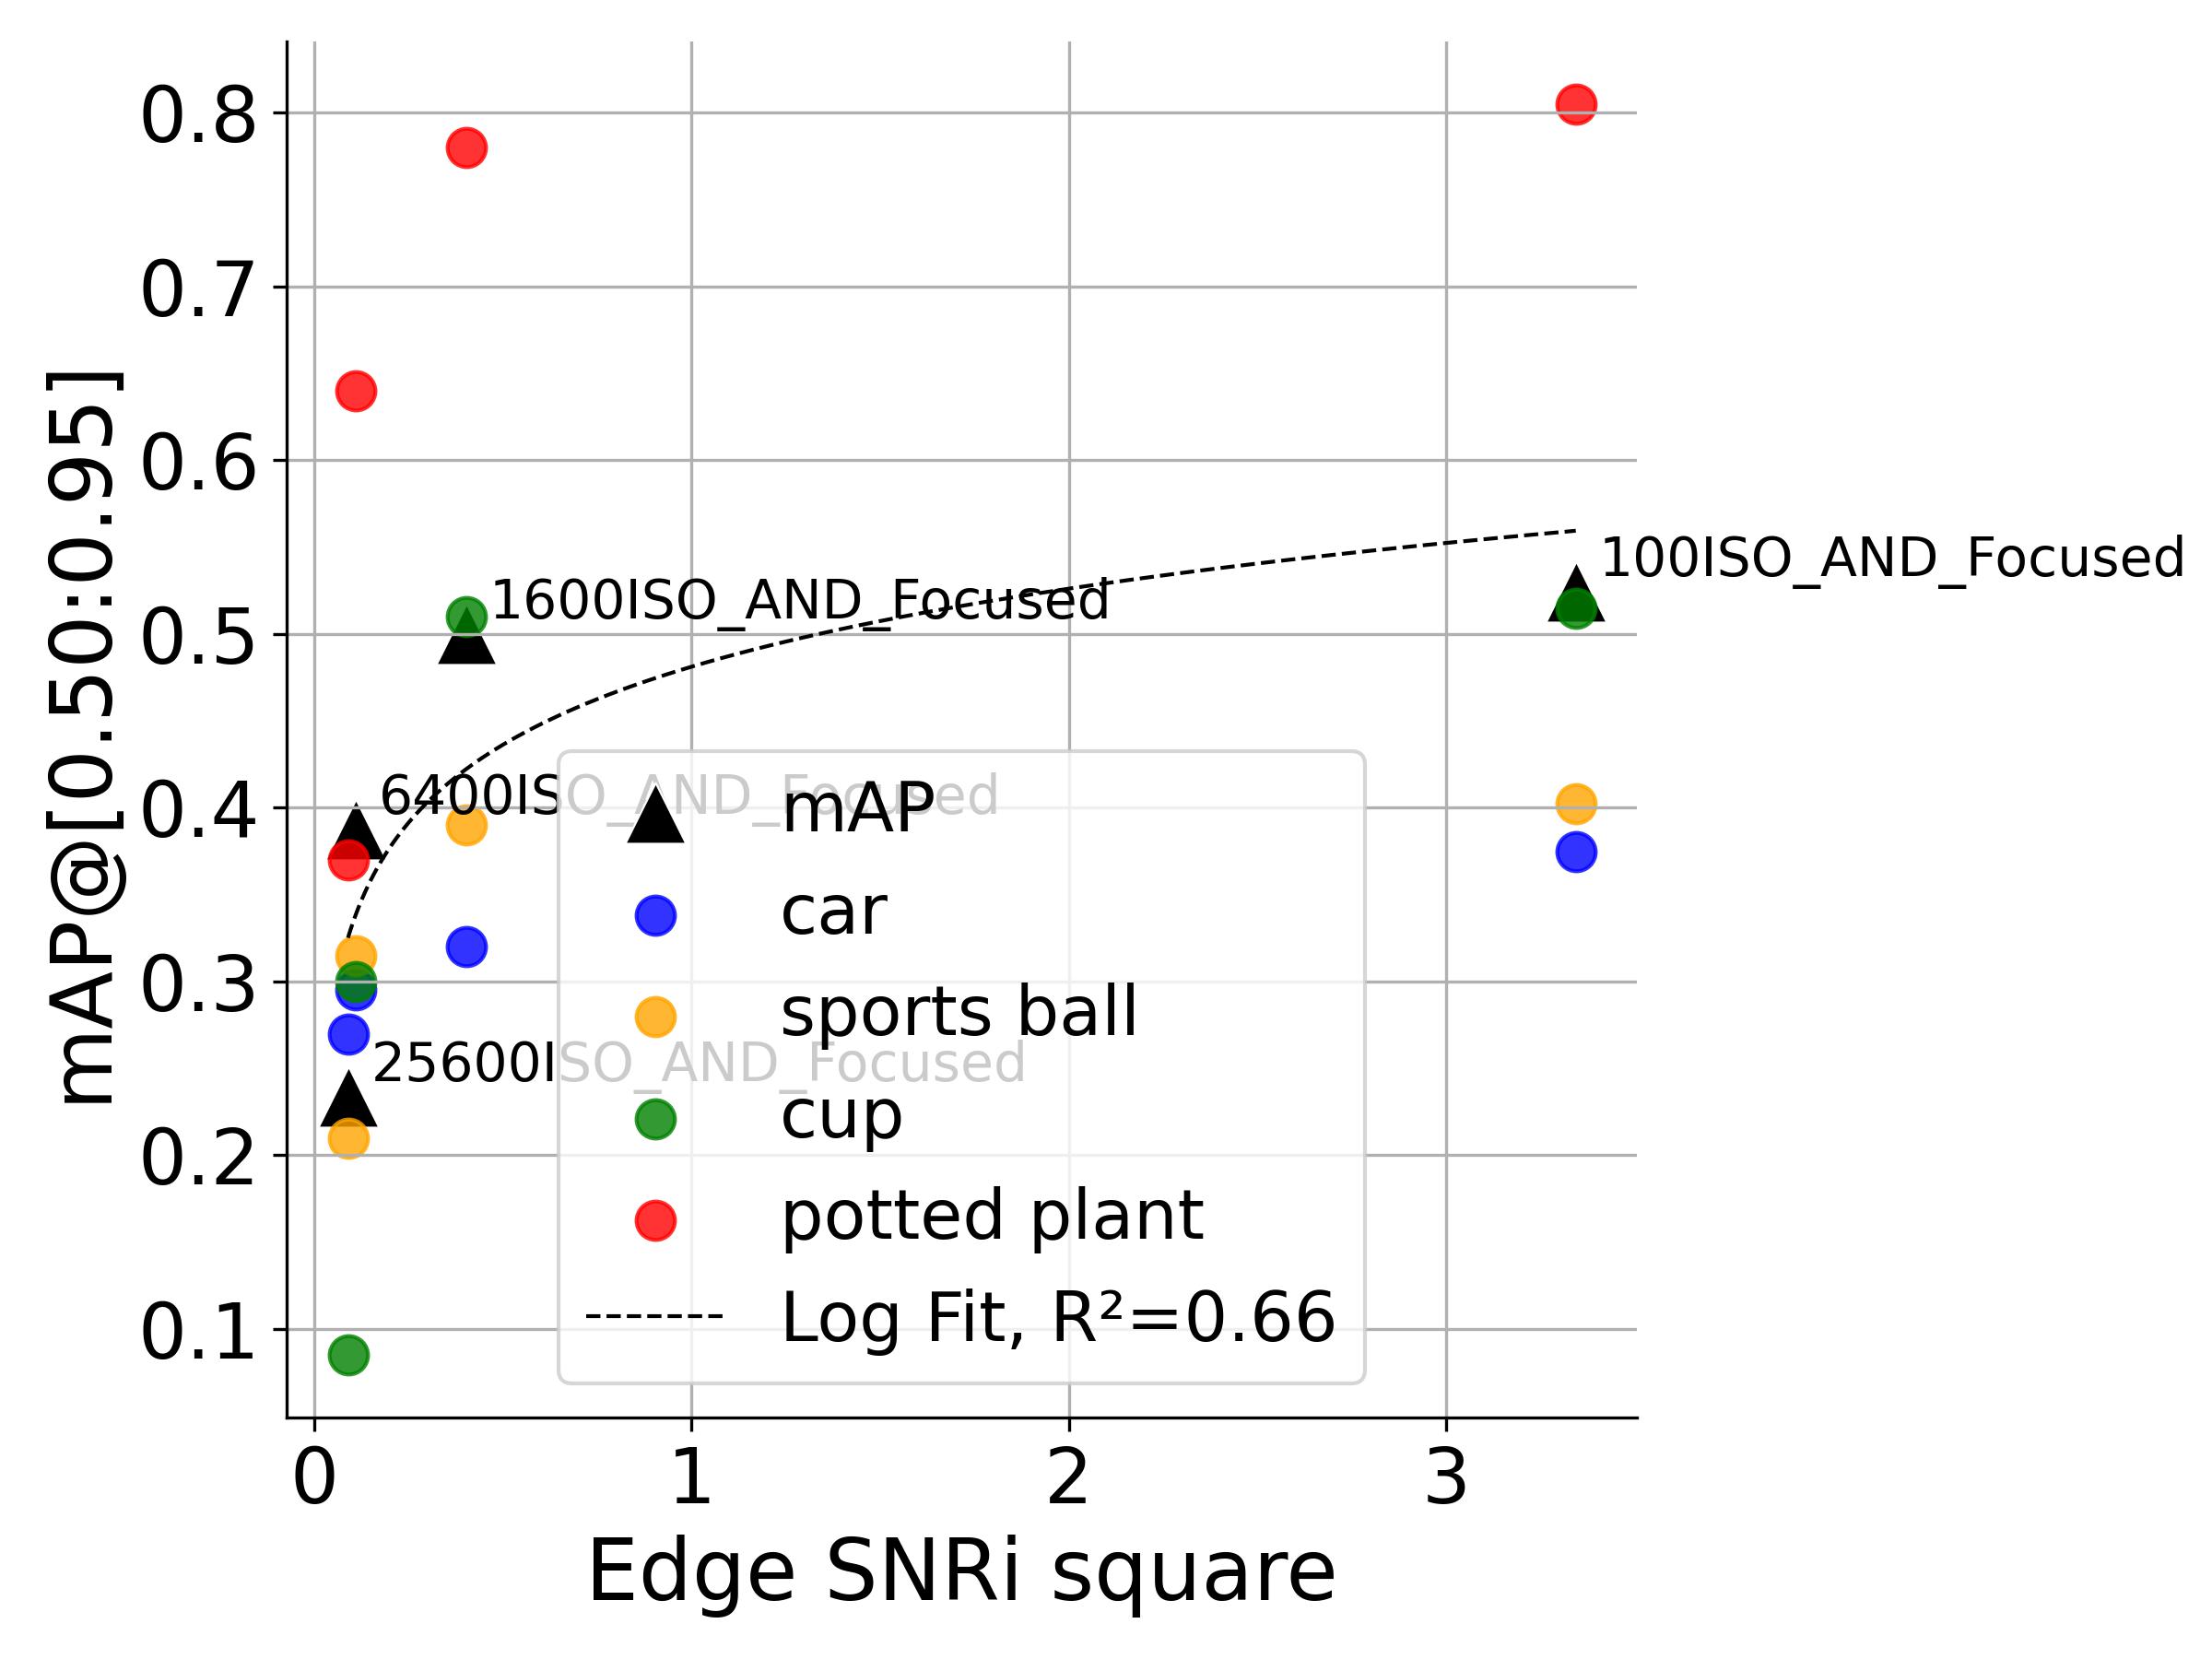 mAP@[0.50:0.95]
0.8
0.7
0.6
0.5
0.4
0.3
0.2
0.1
100ISO_AND_Focused
1600ISO_AND_Focused
6400ISO_AND_Focused
25600ISO_AND_Focused
mAP
car
sports ball
cup
potted plant
Log Fit, R²=0.66
0 1 2 3
Edge SNRi square